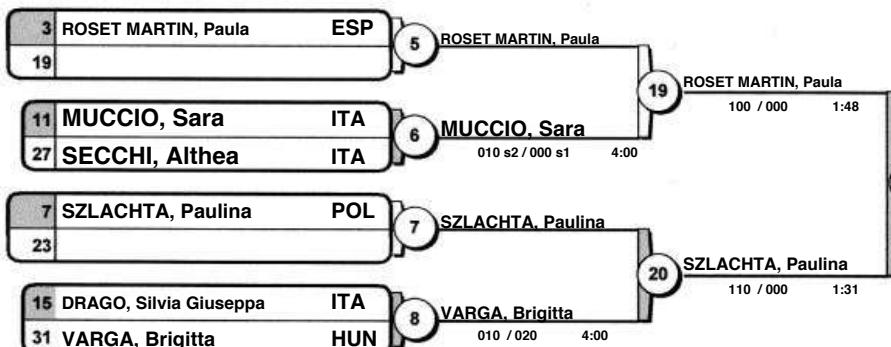 3 ROSET MARTIN, Paula ESP
19
5
ROSET MARTIN, Paula
11 MUCCIO, Sara ITA
27 SECCHI, Althea ITA
6
MUCCIO, Sara
010 s2 / 000 s1 4:00
19
ROSET MARTIN, Paula
100 / 000 1:48
7 SZLACHTA, Paulina POL
23
7
SZLACHTA, Paulina
15 DRAGO, Silvia Giuseppa ITA
31 VARGA, Brigitta HUN
8
VARGA, Brigitta
010 / 020 4:00
20
SZLACHTA, Paulina
110 / 000 1:31